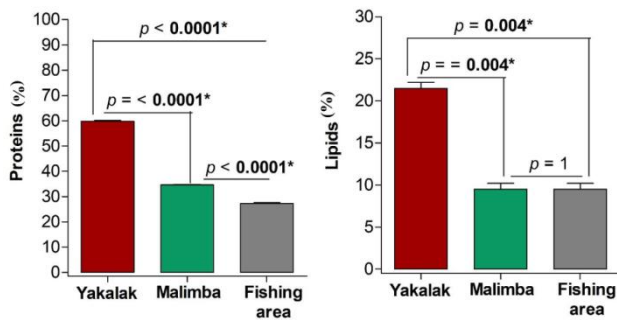 Proteins (%)
100
90
80
70
60
50
40
30
20
10
0
p < 0.0001*
p = < 0.0001*
p < 0.0001*
Yakalak
Malimba
Fishing
area
Lipids (%)
30
25
20
15
10
5
0
p = 0.004*
p = = 0.004*
p = 1
Yakalak
Malimba
Fishing
area